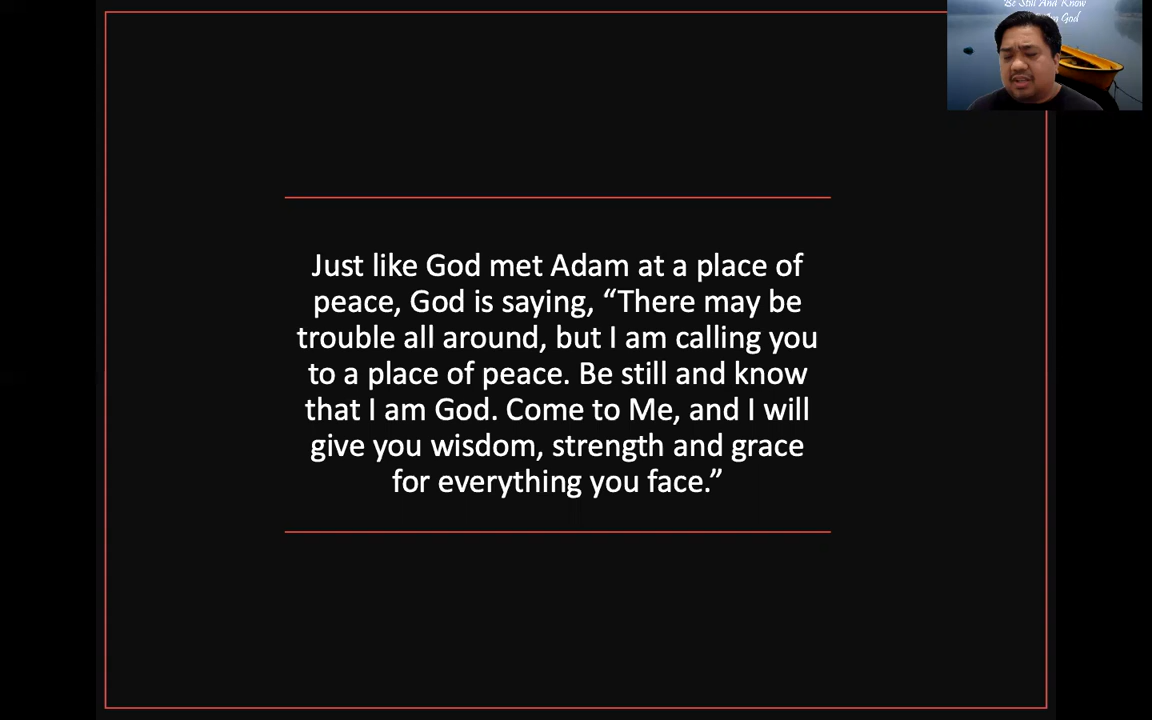 Be Still And Know
Am God
Just like God met Adam at a place of
peace, God is saying, “There may be
trouble all around, but I am calling you
to a place of peace. Be still and know
that I am God. Come to Me, and I will
give you wisdom, strength and grace
for everything you face.”